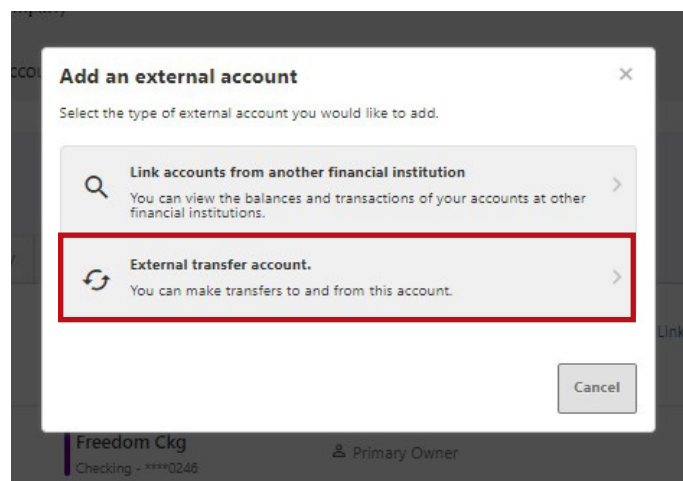 Add an external account
Select the type of external account you would like to add.
Link accounts from another financial institution
You can view the balances and transactions of your accounts at other
financial institutions.
External transfer account.
You can make transfers to and from this account.
Link
Cancel
Freedom Ckg
Primary Owner
Checking - ****0246